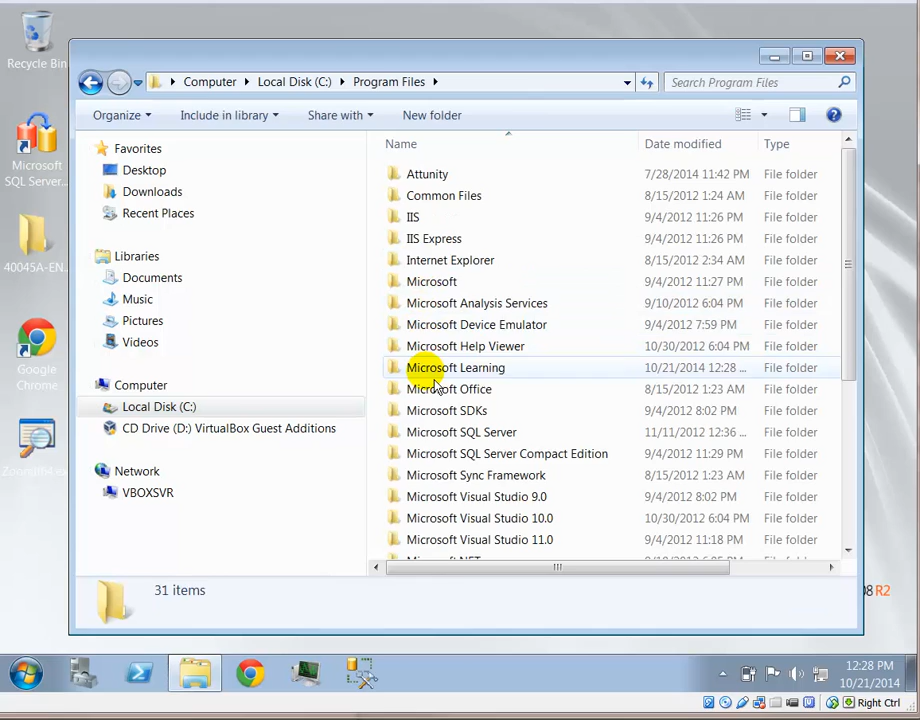 Recycle Bin
Microsoft
SQL Server...
40045A-EN...
Google
Chrome
Computer
Local Disk (C:)
Program Files
Search Program Files
Organize
Include in library
Share with
New folder
Favorites
Desktop
Downloads
Recent Places
Libraries
Documents
Music
Pictures
Videos
Computer
Local Disk (C:)
CD Drive (D:) VirtualBox Guest Additions
Network
VBOXSVR
Name Date modified Type
Attunity 7/28/2014 11:42 PM File folder
Common Files 8/15/2012 1:24 AM File folder
IIS 9/4/2012 11:26 PM File folder
IIS Express 9/4/2012 11:26 PM File folder
Internet Explorer 8/15/2012 2:34 AM File folder
Microsoft 9/4/2012 11:27 PM File folder
Microsoft Analysis Services 9/10/2012 6:04 PM File folder
Microsoft Device Emulator 9/4/2012 7:59 PM File folder
Microsoft Help Viewer 10/30/2012 6:04 PM File folder
Microsoft Learning 10/21/2014 12:28 ... File folder
Microsoft Office 8/15/2012 1:23 AM File folder
Microsoft SDKs 9/4/2012 8:02 PM File folder
Microsoft SQL Server 11/11/2012 12:36 ... File folder
Microsoft SQL Server Compact Edition 9/4/2012 11:29 PM File folder
Microsoft Sync Framework 8/15/2012 1:23 AM File folder
Microsoft Visual Studio 9.0 9/4/2012 8:02 PM File folder
Microsoft Visual Studio 10.0 10/30/2012 6:04 PM File folder
Microsoft Visual Studio 11.0 9/4/2012 11:18 PM File folder
31 items
08 R2
12:28 PM
10/21/2014
Right Ctrl